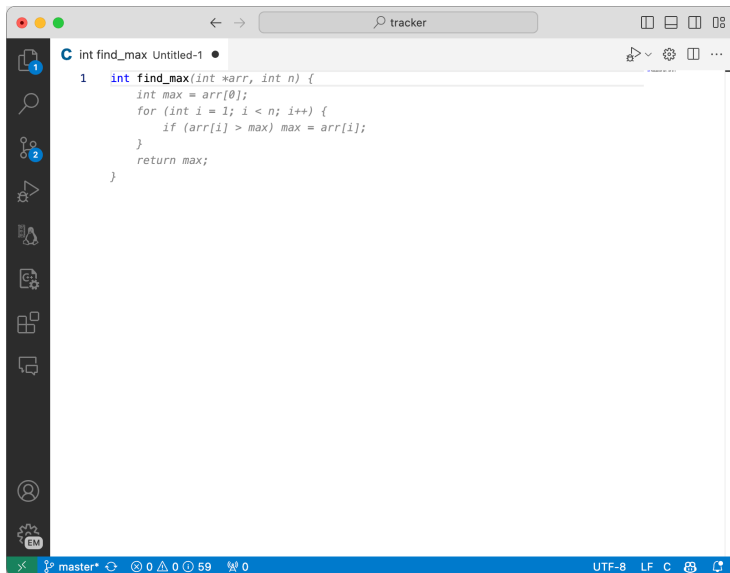 tracker
C int find_max Untitled-1
1 int find_max(int *arr, int n) {
int max = arr[0];
for (int i = 1; i < n; i++) {
if (arr[i] > max) max = arr[i];
}
return max;
}
1
2
EM
master* 0 0 59 0 UTF-8 LF C